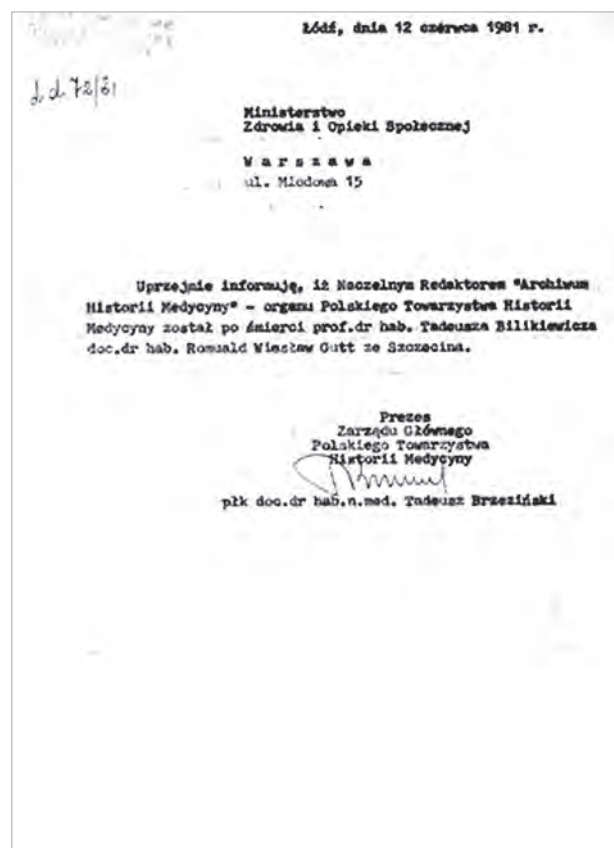 Łódź, dnia 12 czerwca 1981 r.
72/81
Ministerstwo
Zdrowia i Opieki Społecznej
W a r s z a w a
ul. Miodowa 15
Uprzejmie informuję, iż Naczelnym Redaktorem "Archiwum
Historii Medycyny" - organu Polskiego Towarzystwa Historii
Medycyny został po śmierci prof.dr hab. Tadeusza Bilikiewicza
doc.dr hab. Romuald Wiesław Gutt ze Szczecina.
Prezes
Zarządu Głównego
Polskiego Towarzystwa
Historii Medycyny
płk doc.dr hab.n.med. Tadeusz Brzeziński